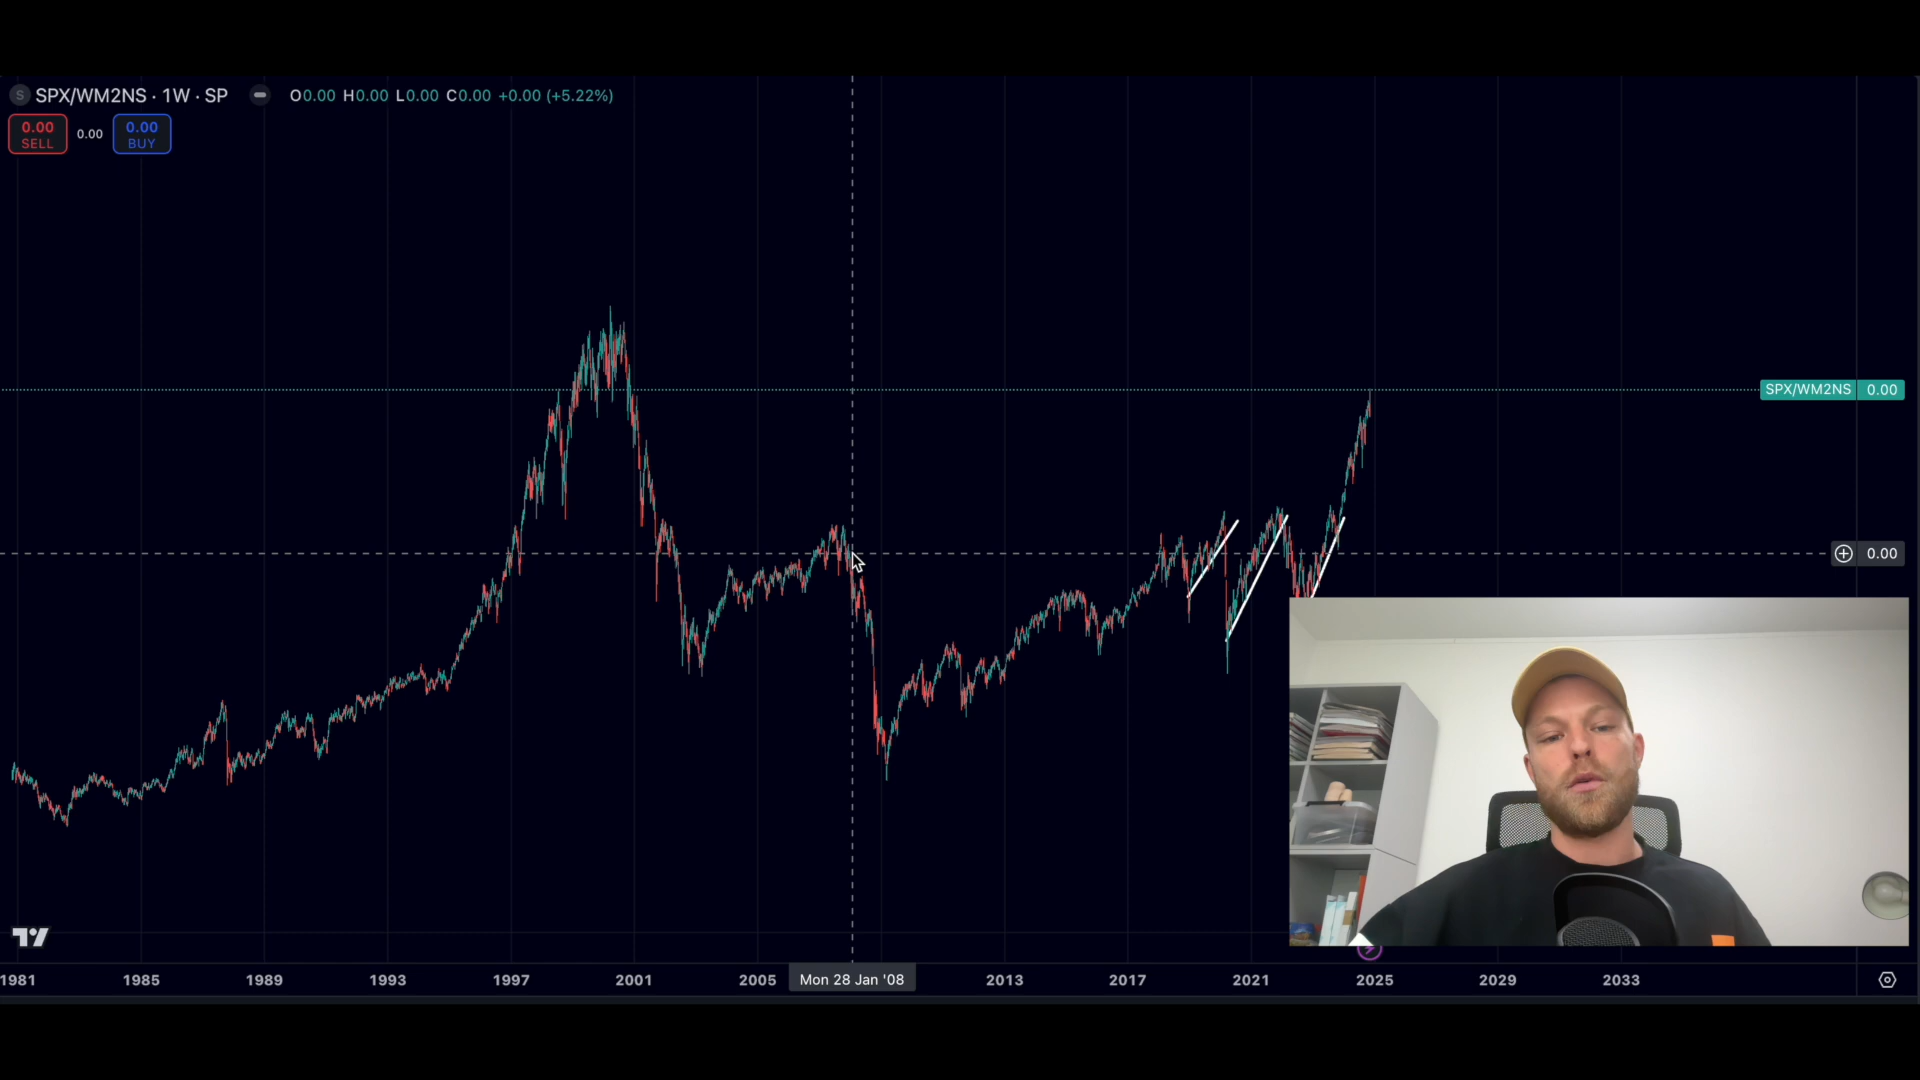 S SPX/WM2NS · 1W · SP O0.00 H0.00 L0.00 C0.00 +0.00 (+5.22%)
0.00 SELL 0.00 0.00 BUY
SPX/WM2NS 0.00
0.00
1981 1985 1989 1993 1997 2001 2005 Mon 28 Jan '08 2013 2017 2021 2025 2029 2033